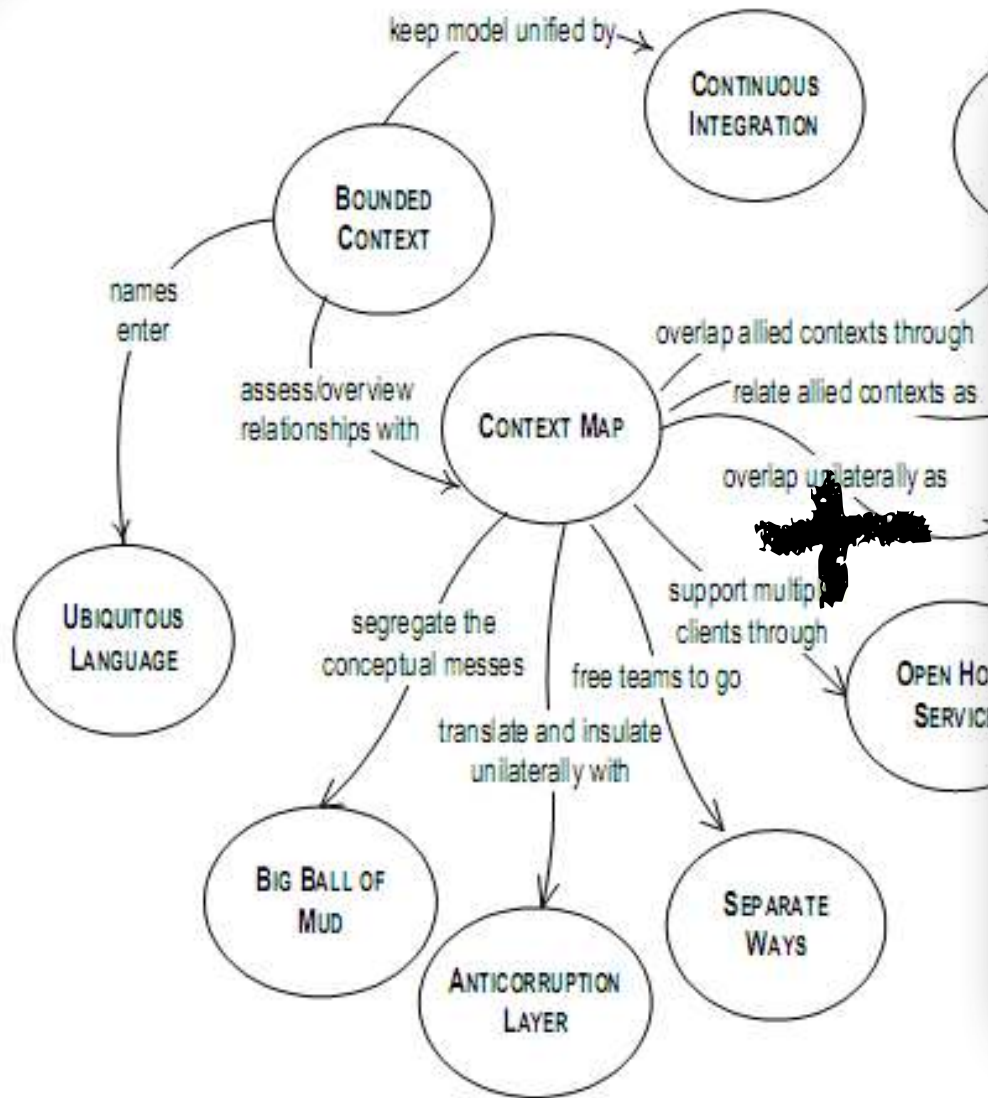 keep model unified by
CONTINUOUS
INTEGRATION
BOUNDED
CONTEXT
names
enter
overlap allied contexts through
assess/overview
relationships with
relate allied contexts as
CONTEXT MAP
overlap unilaterally as
support
clients through
UBIQUITOUS
LANGUAGE
segregate the
conceptual messes
free teams to go
OPEN
translate and insulate
unilaterally with
BIG BALL OF
MUD
SEPARATE
WAYS
ANTICORRUPTION
LAYER